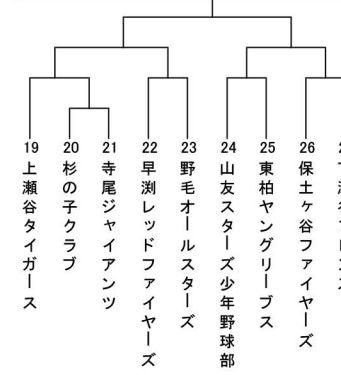 19 上瀬谷タイガース
20 杉の子クラブ
21 寺尾ジャイアンツ
22 早渕レッドファイヤーズ
23 野毛オールスターズ
24 山友スターズ少年野球部
25 東柏ヤングリーブス
26 保土ヶ谷ファイヤーズ